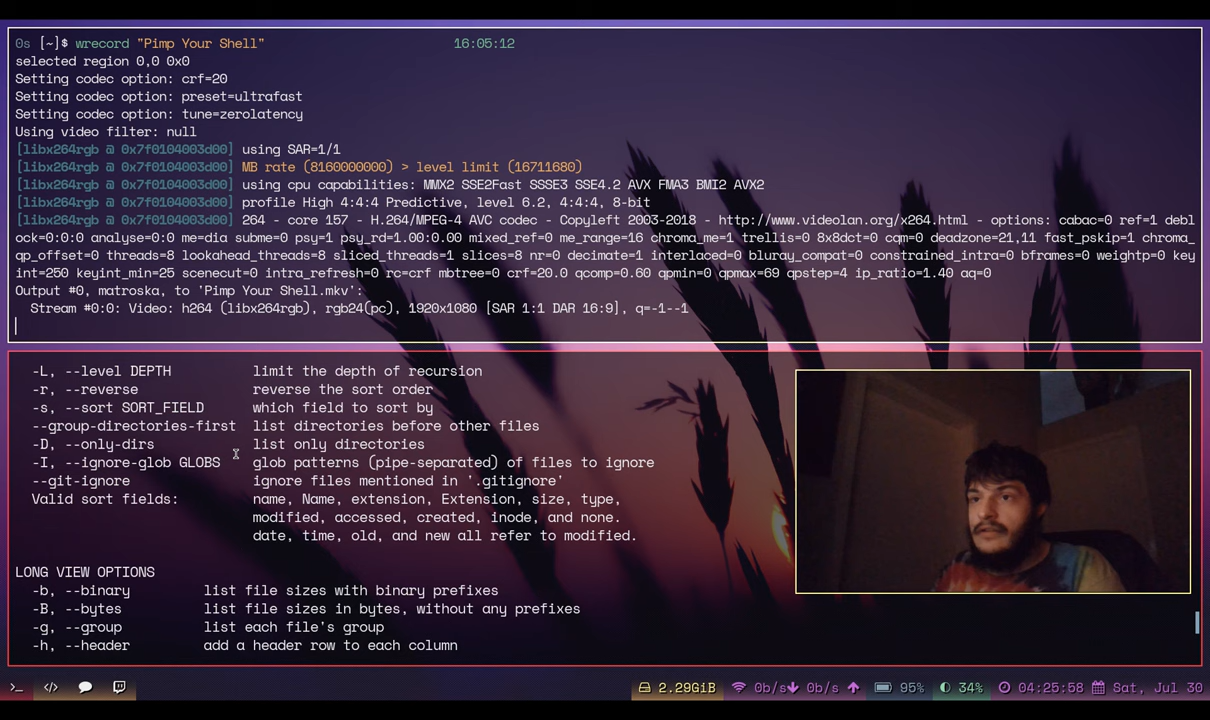 0s [~]$ wrecord "Pimp Your Shell" 16:05:12
selected region 0,0 0x0
Setting codec option: crf=20
Setting codec option: preset=ultrafast
Setting codec option: tune=zerolatency
Using video filter: null
[libx264rgb @ 0x7f0104003d00] using SAR=1/1
[libx264rgb @ 0x7f0104003d00] MB rate (8160000000) > level limit (16711680)
[libx264rgb @ 0x7f0104003d00] using cpu capabilities: MMX2 SSE2Fast SSSE3 SSE4.2 AVX FMA3 BMI2 AVX2
[libx264rgb @ 0x7f0104003d00] profile High 4:4:4 Predictive, level 6.2, 4:4:4, 8-bit
[libx264rgb @ 0x7f0104003d00] 264 - core 157 - H.264/MPEG-4 AVC codec - Copyleft 2003-2018 - http://www.videolan.org/x264.html - options: cabac=0 ref=1 debl
ock=0:0:0 analyse=0:0 me=dia subme=0 psy=1 psy_rd=1.00:0.00 mixed_ref=0 me_range=16 chroma_me=1 trellis=0 8x8dct=0 cqm=0 deadzone=21,11 fast_pskip=1 chroma_
qp_offset=0 threads=8 lookahead_threads=8 sliced_threads=1 slices=8 nr=0 decimate=1 interlaced=0 bluray_compat=0 constrained_intra=0 bframes=0 weightp=0 key
int=250 keyint_min=25 scenecut=0 intra_refresh=0 rc=crf mbtree=0 crf=20.0 qcomp=0.60 qpmin=0 qpmax=69 qpstep=4 ip_ratio=1.40 aq=0
Output #0, matroska, to 'Pimp Your Shell.mkv':
Stream #0:0: Video: h264 (libx264rgb), rgb24(pc), 1920x1080 [SAR 1:1 DAR 16:9], q=-1--1
-L, --level DEPTH limit the depth of recursion
-r, --reverse reverse the sort order
-s, --sort SORT_FIELD which field to sort by
--group-directories-first list directories before other files
-D, --only-dirs list only directories
-I, --ignore-glob GLOBS glob patterns (pipe-separated) of files to ignore
--git-ignore ignore files mentioned in '.gitignore'
Valid sort fields: name, Name, extension, Extension, size, type,
modified, accessed, created, inode, and none.
date, time, old, and new all refer to modified.
LONG VIEW OPTIONS
-b, --binary list file sizes with binary prefixes
-B, --bytes list file sizes in bytes, without any prefixes
-g, --group list each file's group
-h, --header add a header row to each column
2.29GiB 0b/s 0b/s 95% 34% 04:25:58 Sat, Jul 30